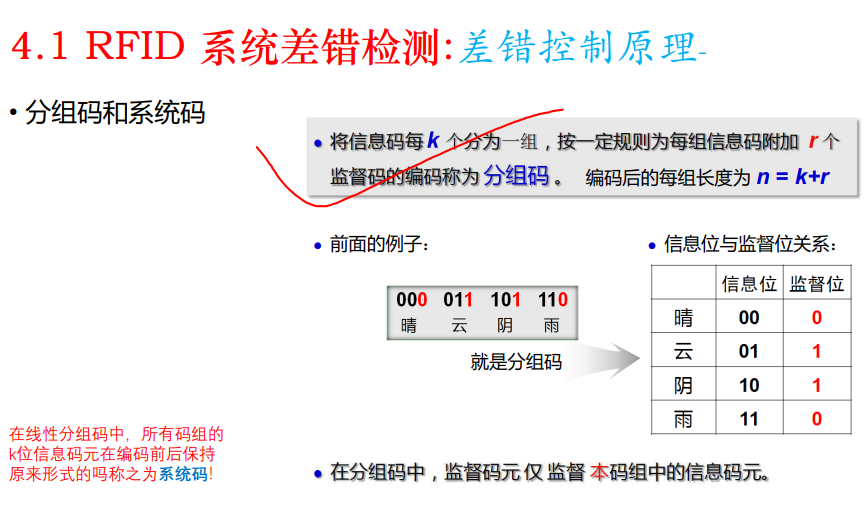 4.1 RFID 系统差错检测:差错控制原理-
• 分组码和系统码
• 将信息码每 k 个分为一组，按一定规则为每组信息码附加 r 个
监督码的编码称为 分组码 。 编码后的每组长度为 n = k+r
• 前面的例子：
000 011 101 110
晴 云 阴 雨
就是分组码
• 信息位与监督位关系：
信息位 监督位
晴 00 0
云 01 1
阴 10 1
雨 11 0
在线性分组码中，所有码组的
k位信息码元在编码前后保持
原来形式的吗称之为系统码!
• 在分组码中，监督码元 仅 监督 本码组中的信息码元。